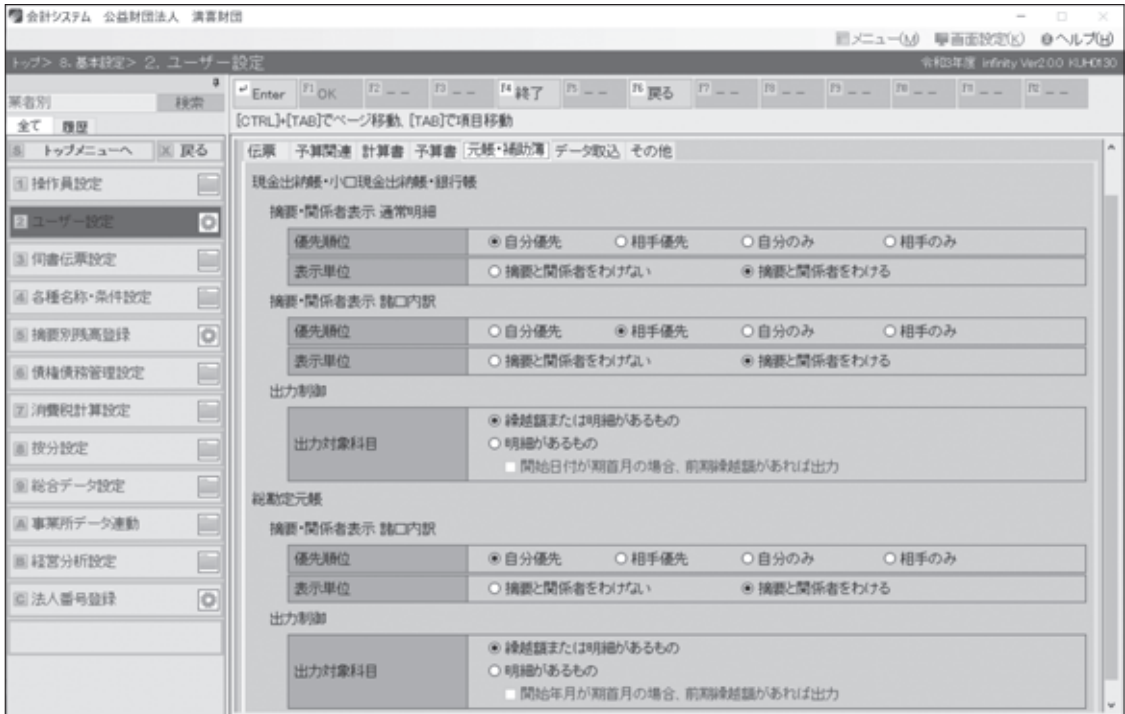 会計システム 公益財団法人 溝喜財団
メニュー(M) 画面設定(K) ヘルプ(H)
トップ> 8. 基本設定> 2. ユーザー設定
令和3年度 infinity Ver2.0.0 KUH0130
業者別 検索
Enter F1 OK F2 -- F3 -- F4 終了 F5 -- F6 戻る F7 --
[CTRL]+[TAB]でページ移動、[TAB]で項目移動
全て 履歴
トップメニューへ X 戻る
1 操作員設定
2 ユーザー設定
3 伺書伝票設定
4 各種名称・条件設定
5 摘要別残高登録
6 債権債務管理設定
7 消費税計算設定
8 按分設定
9 総合データ設定
A 事業所データ連動
B 経営分析設定
C 法人番号登録
伝票 予算関連 計算書 予算書 元帳・補助簿 データ取込 その他
現金出納帳・小口現金出納帳・銀行帳
摘要・関係者表示 通常明細
優先順位 自分優先 相手優先 自分のみ 相手のみ
表示単位 摘要と関係者をわけない 摘要と関係者をわける
摘要・関係者表示 諸口内訳
優先順位 自分優先 相手優先 自分のみ 相手のみ
表示単位 摘要と関係者をわけない 摘要と関係者をわける
出力制御
出力対象科目
繰越額または明細があるもの
明細があるもの
開始日付が期首月の場合、前期繰越額があれば出力
総勘定元帳
摘要・関係者表示 諸口内訳
優先順位 自分優先 相手優先 自分のみ 相手のみ
表示単位 摘要と関係者をわけない 摘要と関係者をわける
出力制御
出力対象科目
繰越額または明細があるもの
明細があるもの
開始年月が期首月の場合、前期繰越額があれば出力